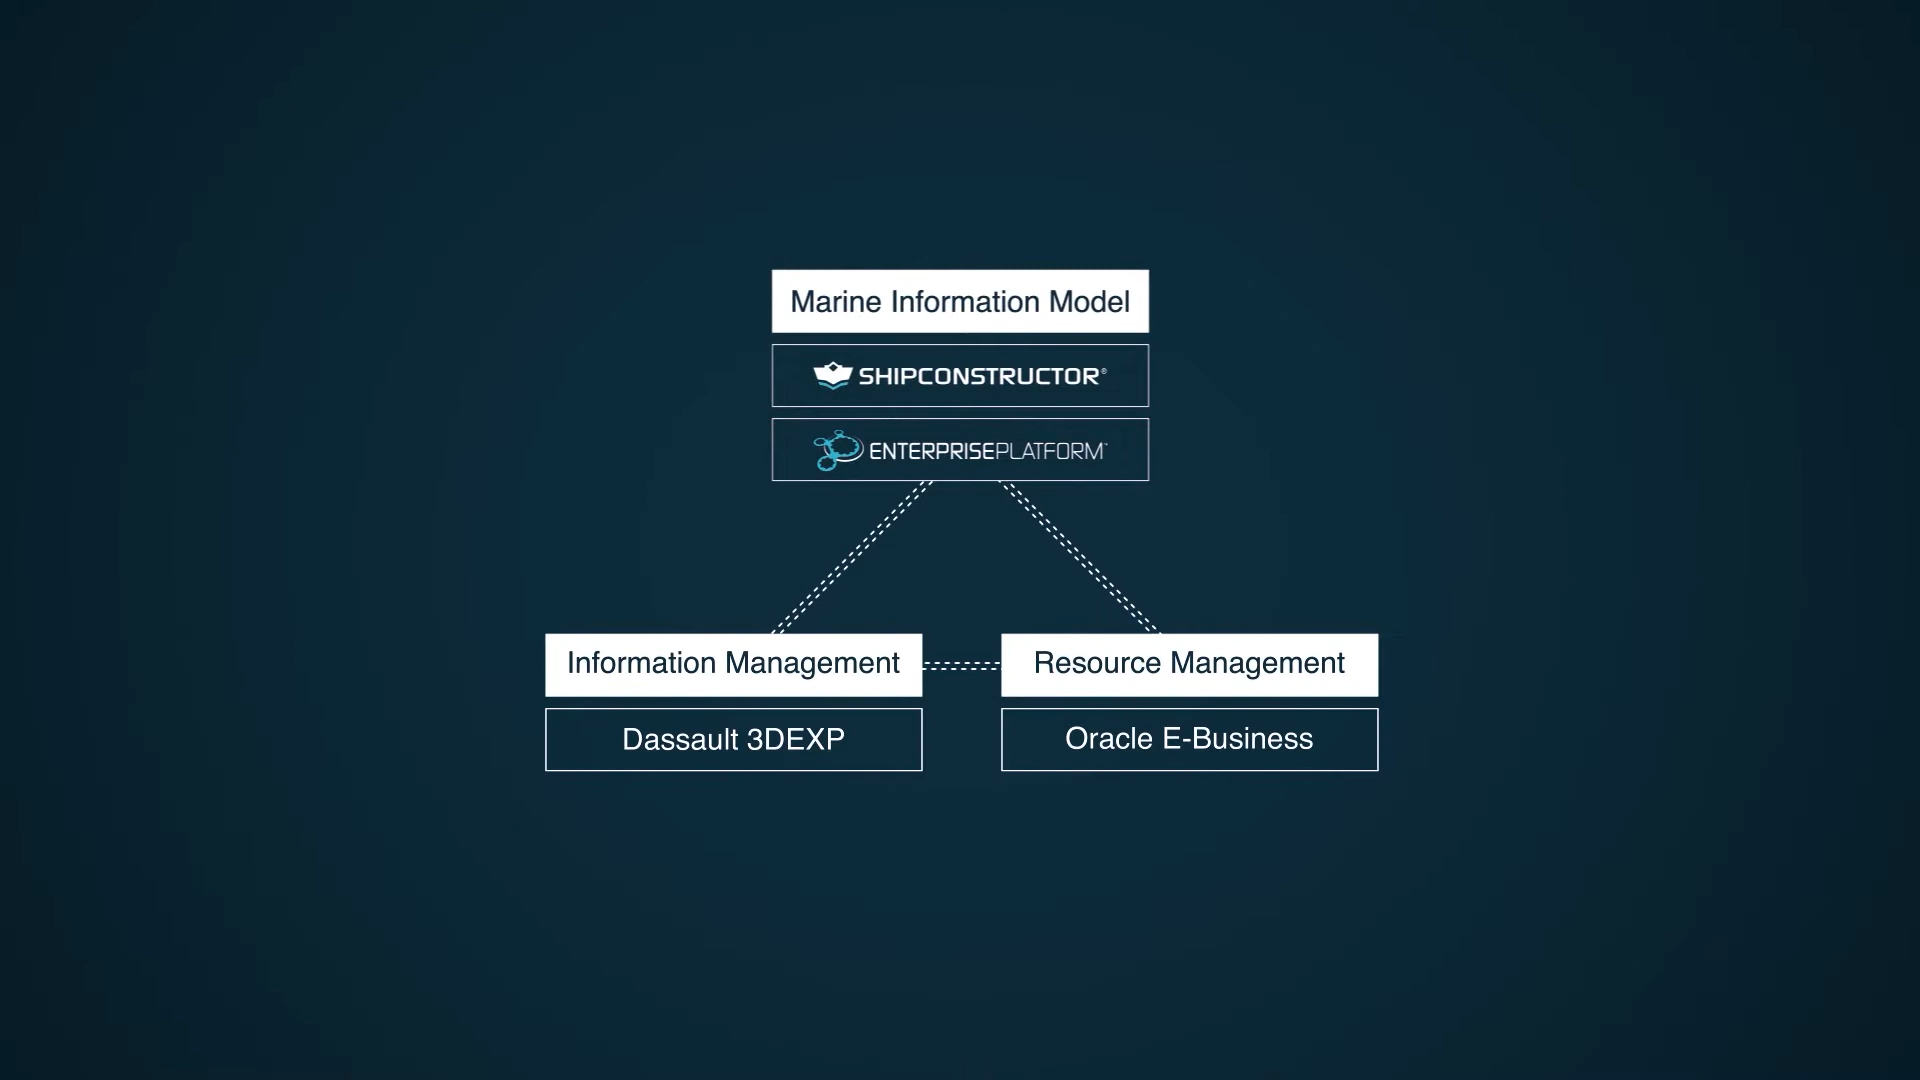 Marine Information Model
SHIPCONSTRUCTOR®
ENTERPRISEPLATFORM™
Information Management
Resource Management
Dassault 3DEXP
Oracle E-Business